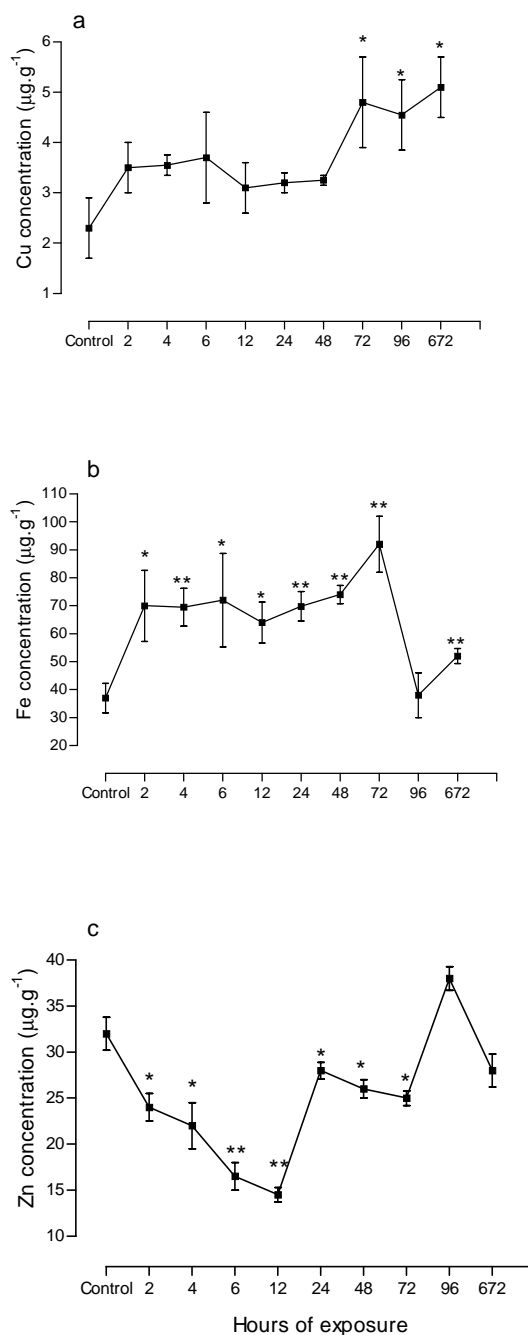 a
Cu concentration (µg.g-1)
6
5
4
3
2
1
* * *
Control 2 4 6 12 24 48 72 96 672
b
Fe concentration (µg.g-1)
110
100
90
80
70
60
50
40
30
20
* ** * * ** ** ** **
Control 2 4 6 12 24 48 72 96 672
c
Zn concentration (µg.g-1)
40
35
30
25
20
15
10
* * ** ** * * *
Control 2 4 6 12 24 48 72 96 672
Hours of exposure